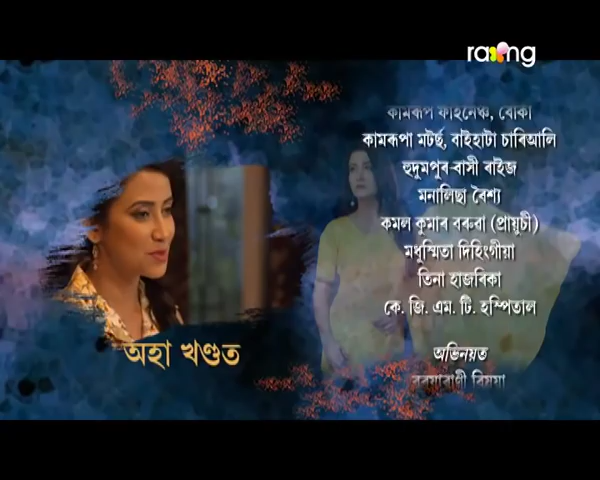 rang
কামৰূপ ফাইনেঞ্চ, বোকা
কামৰূপা মটৰ্ছ, বাইহাটা চাৰিআলি
হুদুমপুৰ বাসী ৰাইজ
মনালিছা বৈশ্য
কমল কুমাৰ বৰুৱা (প্ৰায়ুচী)
মধুস্মিতা দিহিংগীয়া
তিনা হাজৰিকা
কে. জি. এম. টি. হস্পিতাল
অহা খণ্ডত
অভিনয়ত